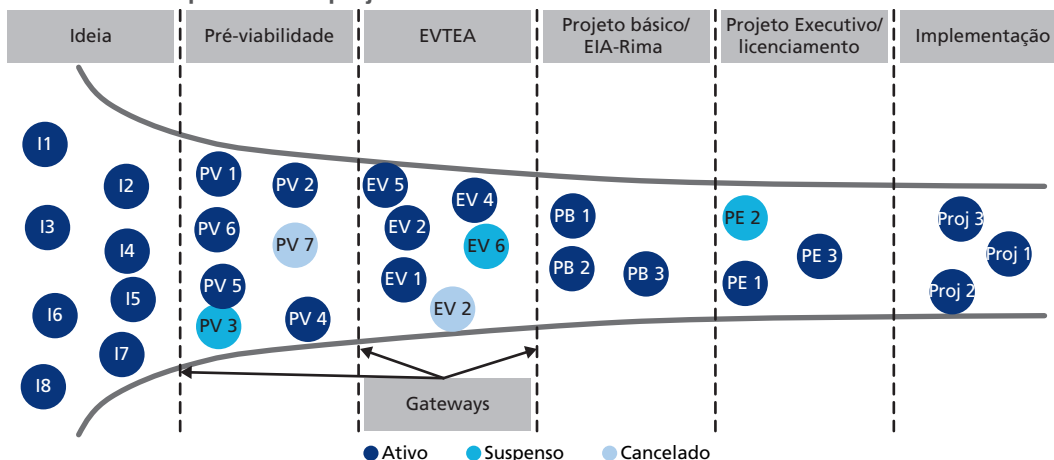 Ideia
Pré-viabilidade
EVTEA
Projeto básico/
EIA-Rima
Projeto Executivo/
licenciamento
Implementação
I1
I2
I3
I4
I5
I6
I7
I8
PV 1
PV 2
PV 6
PV 7
PV 5
PV 3
PV 4
EV 5
EV 4
EV 2
EV 6
EV 1
EV 2
PB 1
PB 2
PB 3
PE 2
PE 3
PE 1
Proj 3
Proj 1
Proj 2
Gateways
Ativo
Suspenso
Cancelado